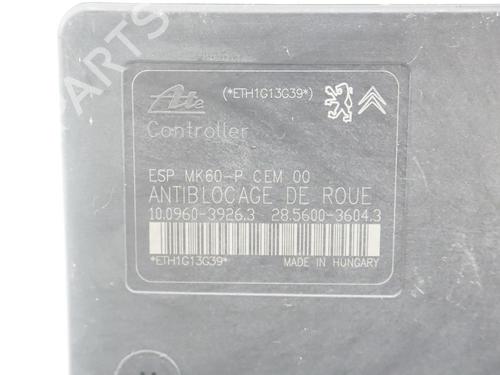 Ate
(*ETH1G13G39*)
Controller
ESP MK60-P CEM 00
ANTIBLOCAGE DE ROUE
10.0960-3926.3 28.5600-3604.3
*ETH1G13G39*
MADE IN HUNGARY